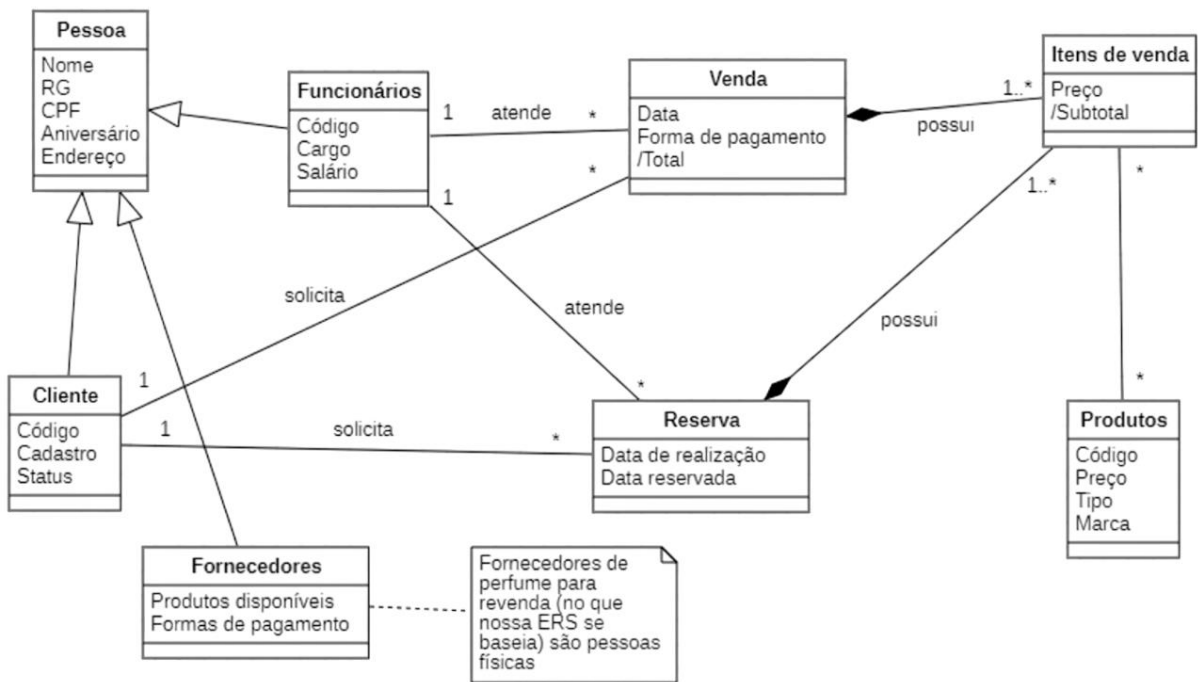 Pessoa
Nome
RG
CPF
Aniversário
Endereço
Funcionários
Código
Cargo
Salário
1
atende
*
Venda
Data
Forma de pagamento
/Total
1..*
possui
Itens de venda
Preço
/Subtotal
*
1
solicita
1
atende
*
possui
1..*
*
*
Cliente
Código
Cadastro
Status
1
solicita
*
Reserva
Data de realização
Data reservada
Produtos
Código
Preço
Tipo
Marca
Fornecedores
Produtos disponíveis
Formas de pagamento
Fornecedores de
perfume para
revenda (no que
nossa ERS se
baseia) são pessoas
físicas